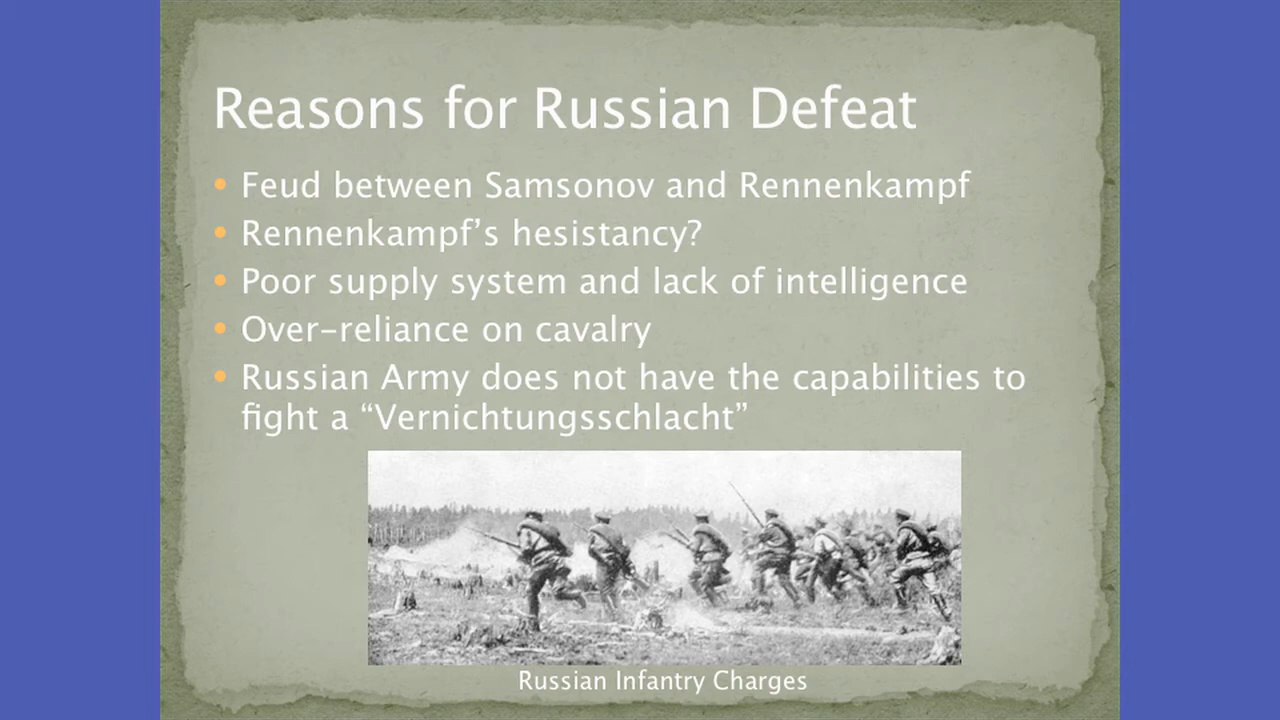 Reasons for Russian Defeat
• Feud between Samsonov and Rennenkampf
• Rennenkampf’s hesistancy?
• Poor supply system and lack of intelligence
• Over-reliance on cavalry
• Russian Army does not have the capabilities to
fight a “Vernichtungsschlacht”
Russian Infantry Charges